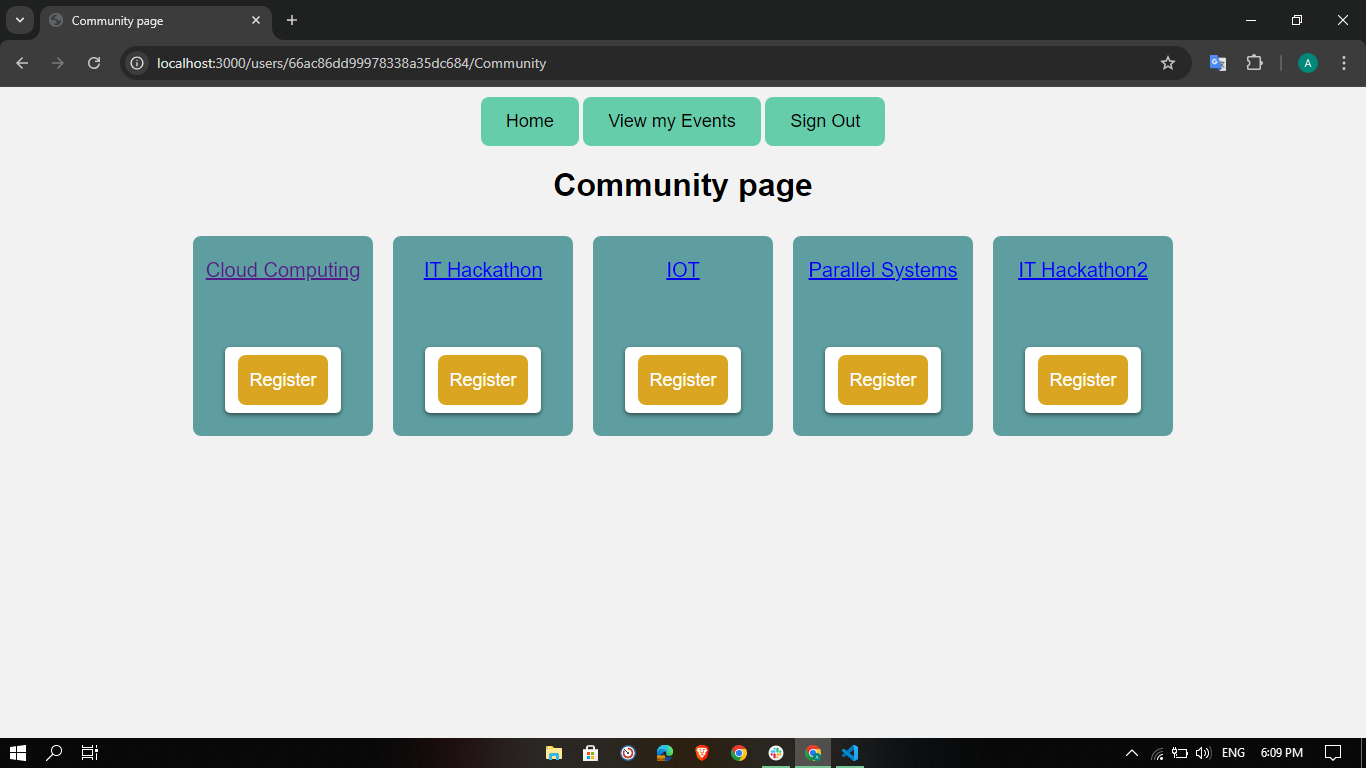 Community page
localhost:3000/users/66ac86dd99978338a35dc684/Community
A
Home
View my Events
Sign Out
Community page
Cloud Computing
IT Hackathon
IOT
Parallel Systems
IT Hackathon2
Register
Register
Register
Register
Register
ENG
6:09 PM